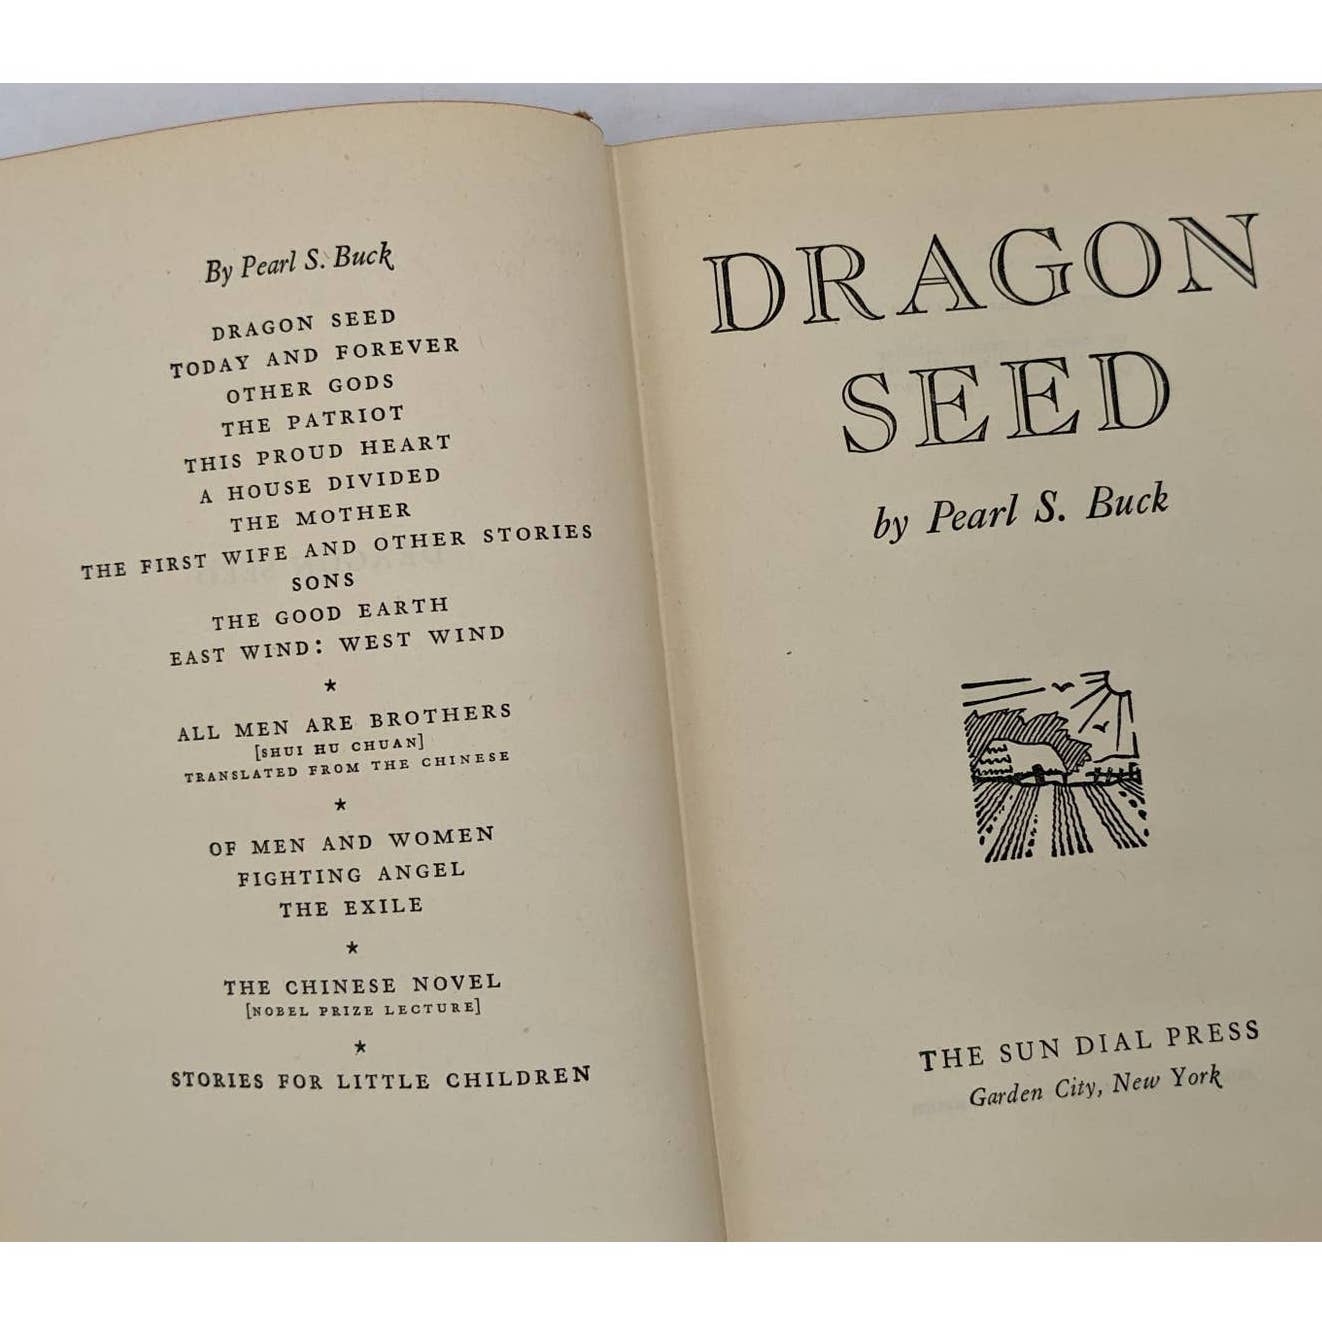 By Pearl S. Buck
DRAGON SEED
TODAY AND FOREVER
OTHER GODS
THE PATRIOT
THIS PROUD HEART
A HOUSE DIVIDED
THE MOTHER
THE FIRST WIFE AND OTHER STORIES
SONS
THE GOOD EARTH
EAST WIND: WEST WIND
★
ALL MEN ARE BROTHERS
[SHUI HU CHUAN]
TRANSLATED FROM THE CHINESE
★
OF MEN AND WOMEN
FIGHTING ANGEL
THE EXILE
★
THE CHINESE NOVEL
[NOBEL PRIZE LECTURE]
★
STORIES FOR LITTLE CHILDREN
DRAGON
SEED
by Pearl S. Buck
THE SUN DIAL PRESS
Garden City, New York